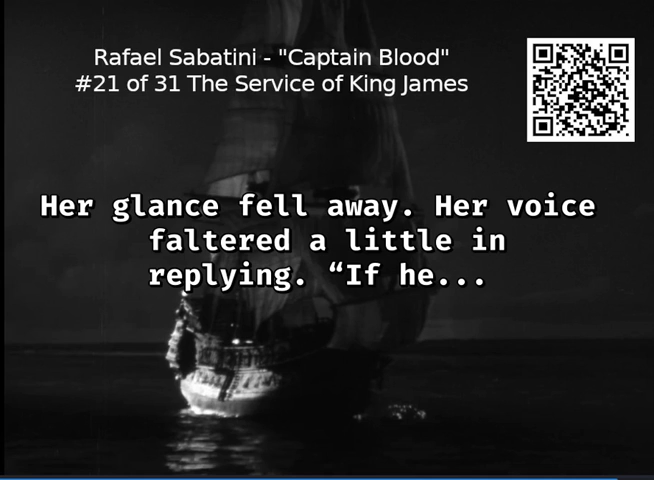 Rafael Sabatini - "Captain Blood"
#21 of 31 The Service of King James
Her glance fell away. Her voice
faltered a little in
replying. “If he...